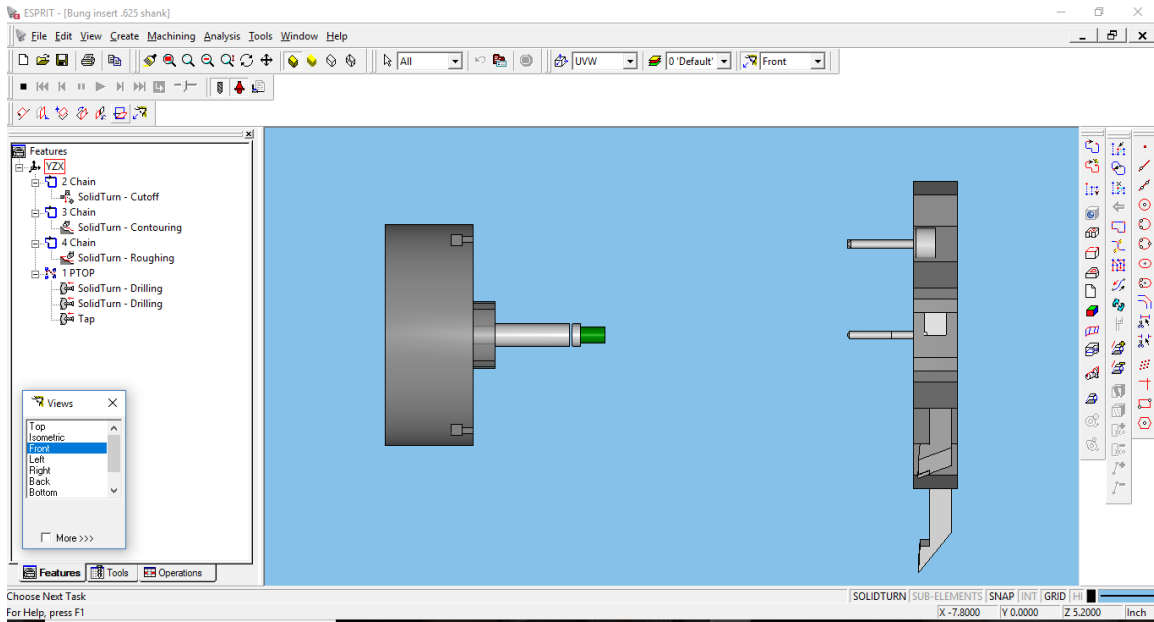 ESPRIT - [Bung insert .625 shank]
File Edit View Create Machining Analysis Tools Window Help
All UVW 0 'Default' Front
Features
YZX
2 Chain
SolidTurn - Cutoff
3 Chain
SolidTurn - Contouring
4 Chain
SolidTurn - Roughing
1 PTOP
SolidTurn - Drilling
SolidTurn - Drilling
Tap
Views
Top
Isometric
Front
Left
Right
Back
Bottom
More >>>
Features Tools Operations
Choose Next Task SOLIDTURN SUB-ELEMENTS SNAP INT GRID HI
For Help, press F1 X -7.8000 Y 0.0000 Z 5.2000 Inch